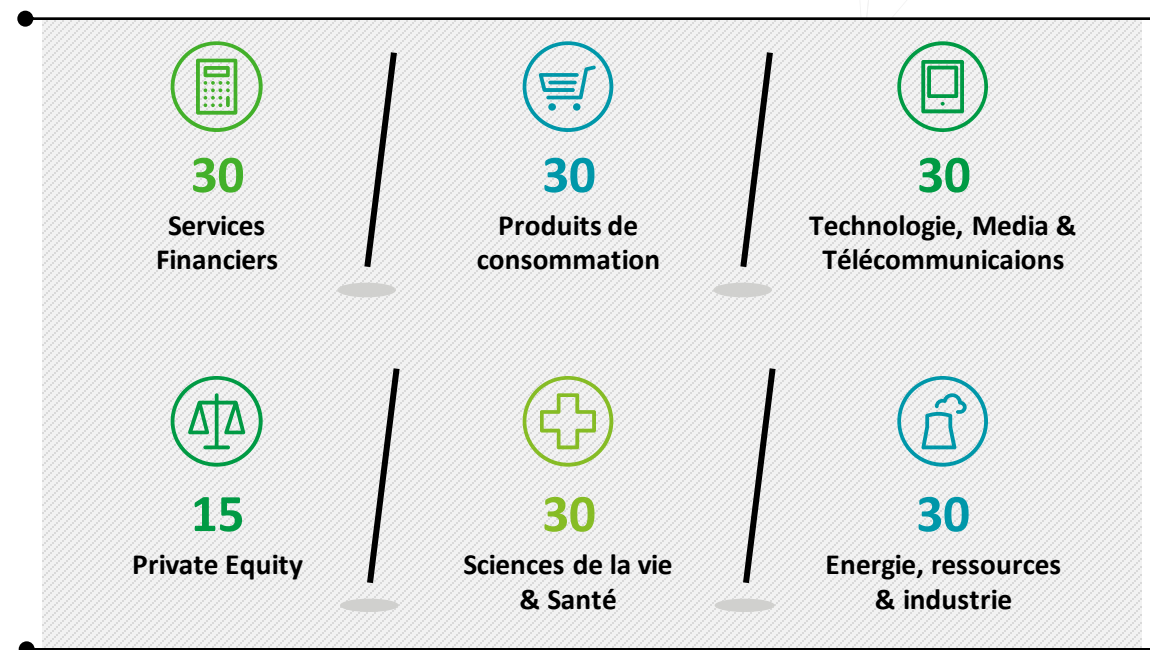 30
Services
Financiers
30
Produits de
consommation
30
Technologie, Media &
Télécommunicaions
15
Private Equity
30
Sciences de la vie
& Santé
30
Energie, ressources
& industrie